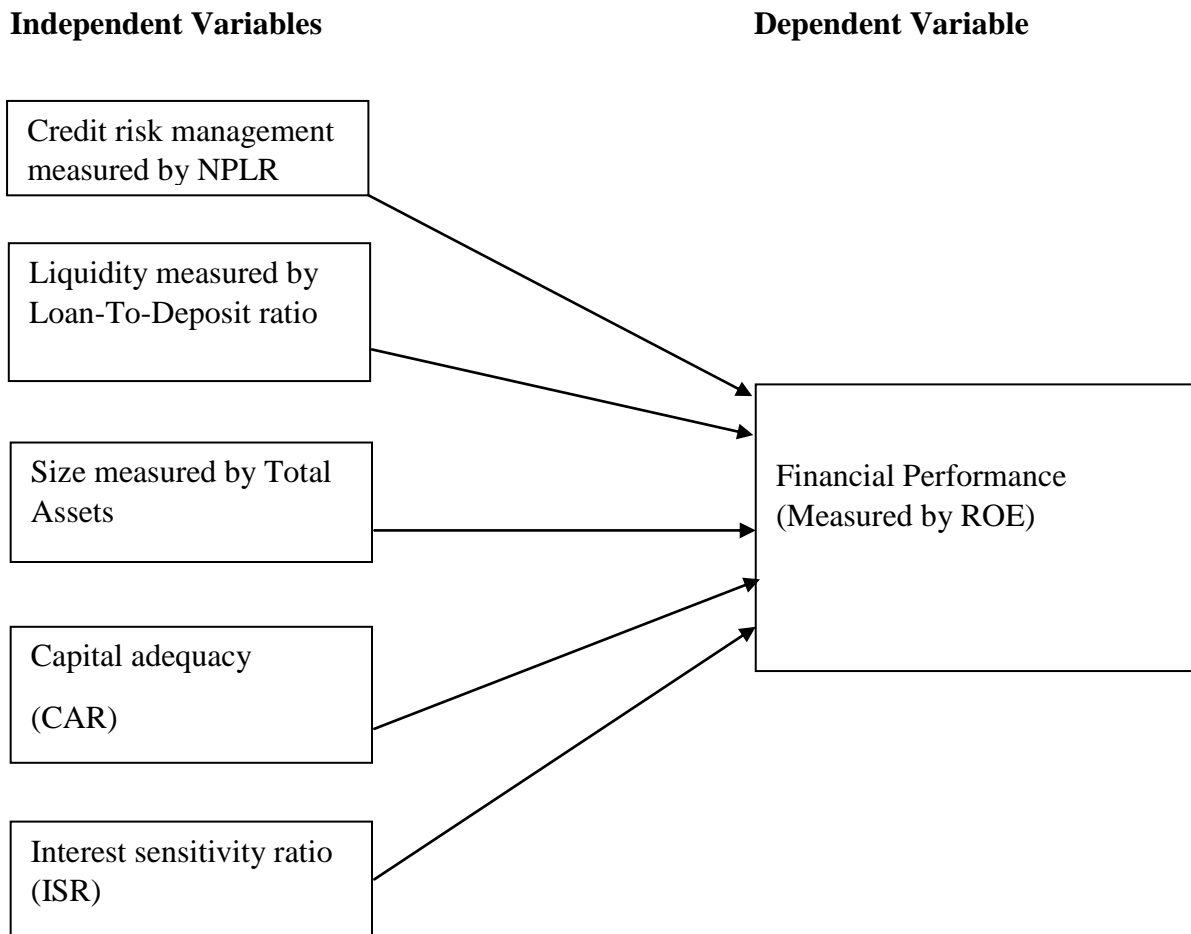 Independent Variables
Dependent Variable
Credit risk management
measured by NPLR
Liquidity measured by
Loan-To-Deposit ratio
Size measured by Total
Assets
Financial Performance
(Measured by ROE)
Capital adequacy
(CAR)
Interest sensitivity ratio
(ISR)